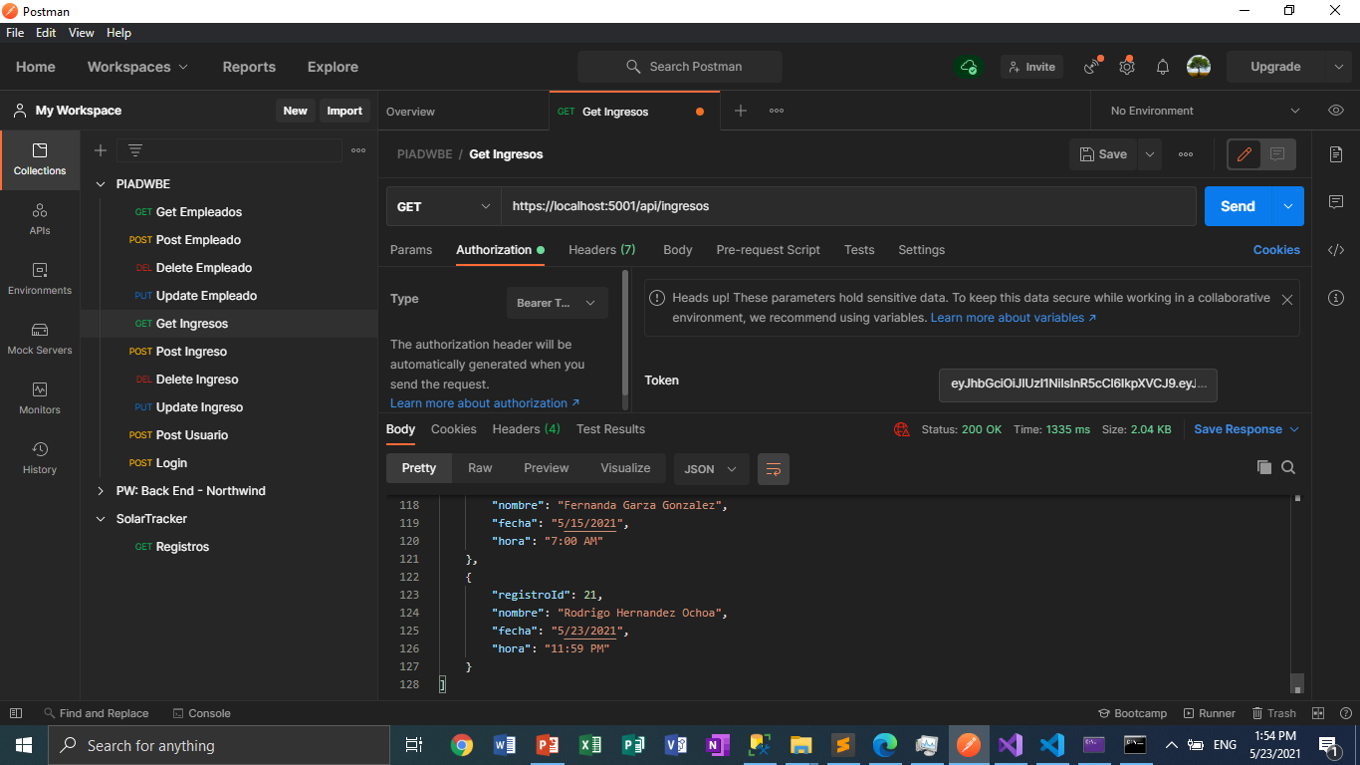 Postman
File Edit View Help
Home Workspaces Reports Explore Search Postman Invite Upgrade
My Workspace New Import Overview GET Get Ingresos No Environment
Collections
APIs
Environments
Mock Servers
Monitors
History
PIADWBE
GET Get Empleados
POST Post Empleado
DEL Delete Empleado
PUT Update Empleado
GET Get Ingresos
POST Post Ingreso
DEL Delete Ingreso
PUT Update Ingreso
POST Post Usuario
POST Login
PW: Back End - Northwind
SolarTracker
GET Registros
PIADWBE / Get Ingresos Save
GET https://localhost:5001/api/ingresos Send
Params Authorization Headers (7) Body Pre-request Script Tests Settings Cookies
Type Bearer T...
The authorization header will be
automatically generated when you
send the request.
Learn more about authorization ↗
Heads up! These parameters hold sensitive data. To keep this data secure while working in a collaborative
environment, we recommend using variables. Learn more about variables ↗
Token
Body Cookies Headers (4) Test Results Status: 200 OK Time: 1335 ms Size: 2.04 KB Save Response
Pretty Raw Preview Visualize JSON
118 "nombre": "Fernanda Garza Gonzalez",
119 "fecha": "5/15/2021",
120 "hora": "7:00 AM"
121 },
122 {
123 "registroId": 21,
124 "nombre": "Rodrigo Hernandez Ochoa",
125 "fecha": "5/23/2021",
126 "hora": "11:59 PM"
127 }
128 ]
Find and Replace Console Bootcamp Runner Trash
Search for anything ENG 1:54 PM
5/23/2021 1